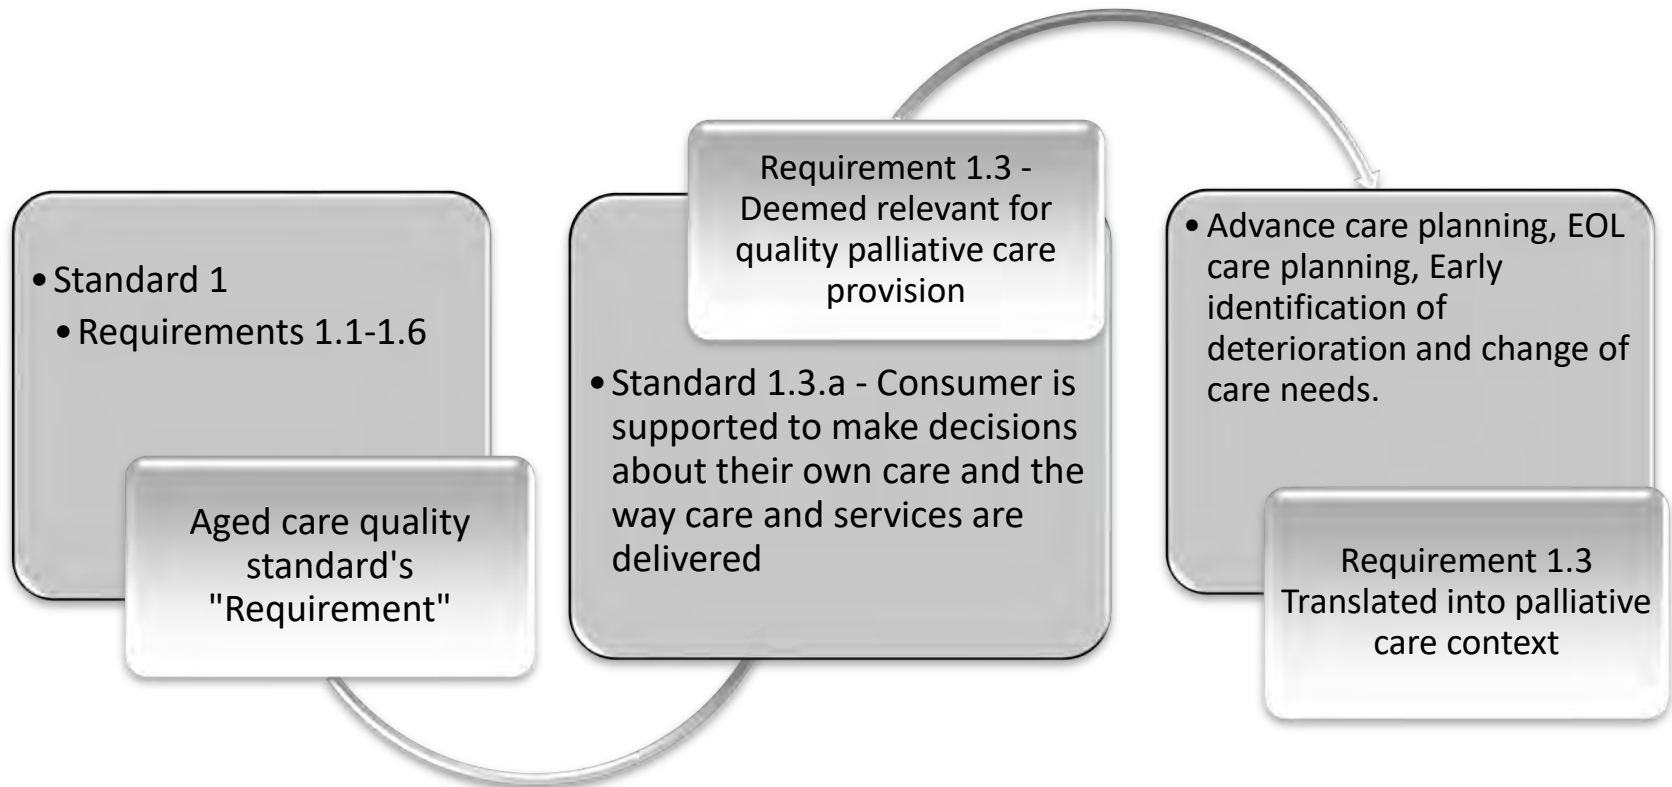 • Standard 1
• Requirements 1.1-1.6
Aged care quality
standard's
"Requirement"
Requirement 1.3 -
Deemed relevant for
quality palliative care
provision
• Standard 1.3.a - Consumer is
supported to make decisions
about their own care and the
way care and services are
delivered
• Advance care planning, EOL
care planning, Early
identification of
deterioration and change of
care needs.
Requirement 1.3
Translated into palliative
care context